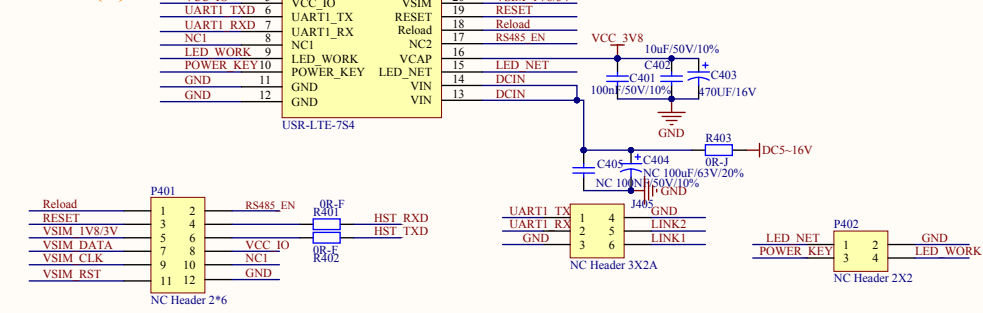 VCC_IO VSIM
UART1_TXD 6 UART1_TX RESET 19 RESET
UART1_RXD 7 UART1_RX Reload 18 Reload
NC1 8 NC1 NC2 17 RS485_EN
LED_WORK 9 LED_WORK VCAP 16
POWER_KEY 10 POWER_KEY LED_NET 15 LED_NET
GND 11 GND VIN 14 DCIN
GND 12 GND VIN 13 DCIN
USR-LTE-7S4
VCC_3V8
10uF/50V/10%
C402
C401
100nF/50V/10%
C403
470UF/16V
GND
R403
0R-J
DC5~16V
C405
C404
NC 100uF/63V/20%
NC 100NF/50V/10%
GND
P401
Reload 1 2 RS485_EN
RESET 3 4
VSIM_1V8/3V 5 6
VSIM_DATA 7 8 VCC_IO
VSIM_CLK 9 10 NC1
VSIM_RST 11 12 GND
NC Header 2*6
0R-F
R401
HST_RXD
HST_TXD
0R-F
R402
J405
UART1_TX 1 4 GND
UART1_RX 2 5 LINK2
GND 3 6 LINK1
NC Header 3X2A
P402
LED_NET 1 2 GND
POWER_KEY 3 4 LED_WORK
NC Header 2X2